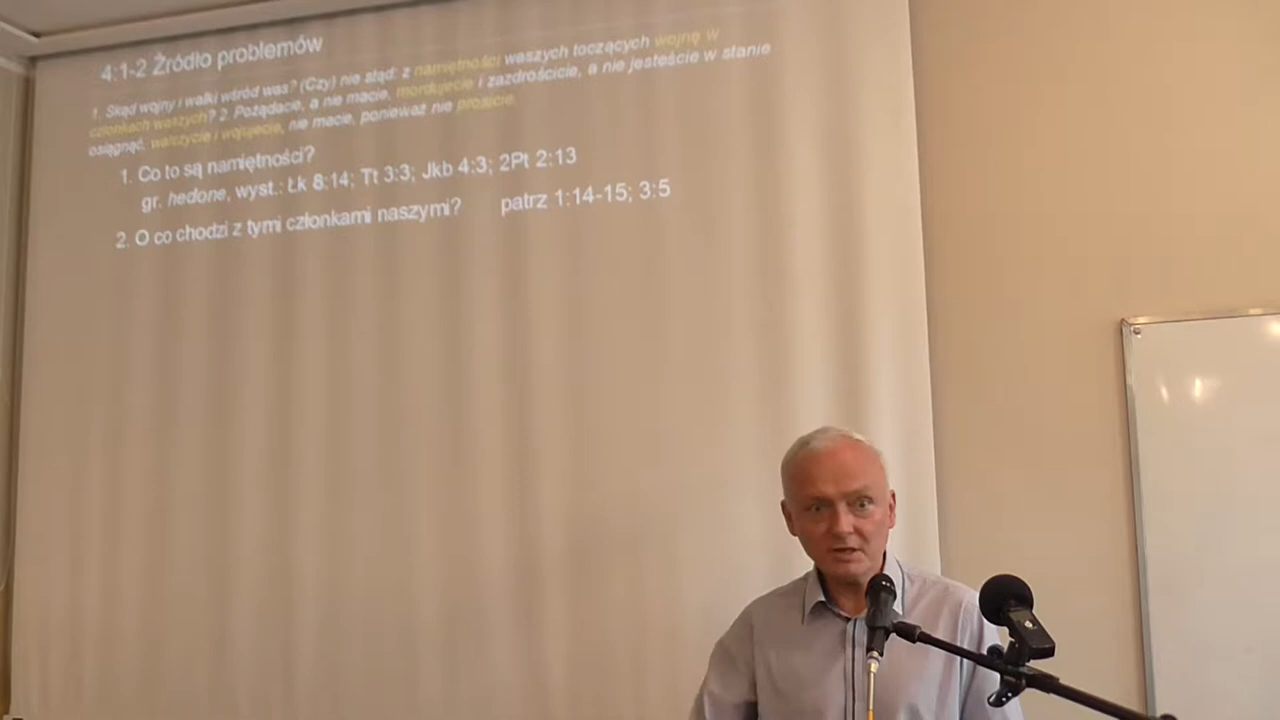 4:1-2 Źródło problemów
1. Skąd wojny i walki wśród was? (Czy) nie stąd: z namiętności waszych toczących wojnę w
członkach waszych? 2. Pożądacie, a nie macie, mordujecie i zazdrościcie, a nie jesteście w stanie
osiągnąć, walczycie i wojujecie, nie macie, ponieważ nie prosicie.
1. Co to są namiętności?
gr. hedone, wyst.: Łk 8:14; Tt 3:3; Jkb 4:3; 2Pt 2:13
2. O co chodzi z tymi członkami naszymi? patrz 1:14-15; 3:5